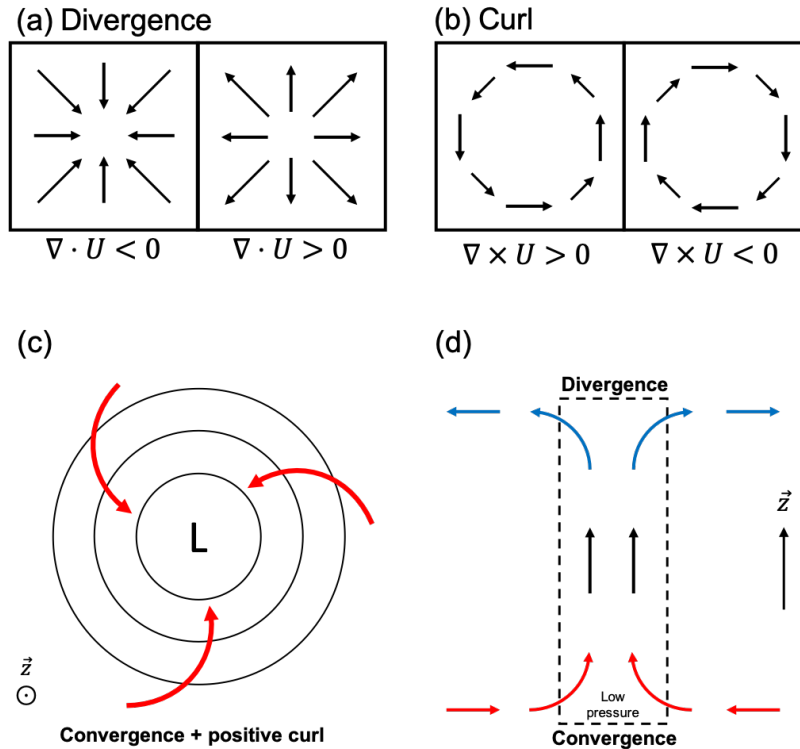 (a) Divergence
(b) Curl
∇ · U < 0
∇ · U > 0
∇ × U > 0
∇ × U < 0
(c)
L
z⃗
Convergence + positive curl
(d)
Divergence
z⃗
Low
pressure
Convergence